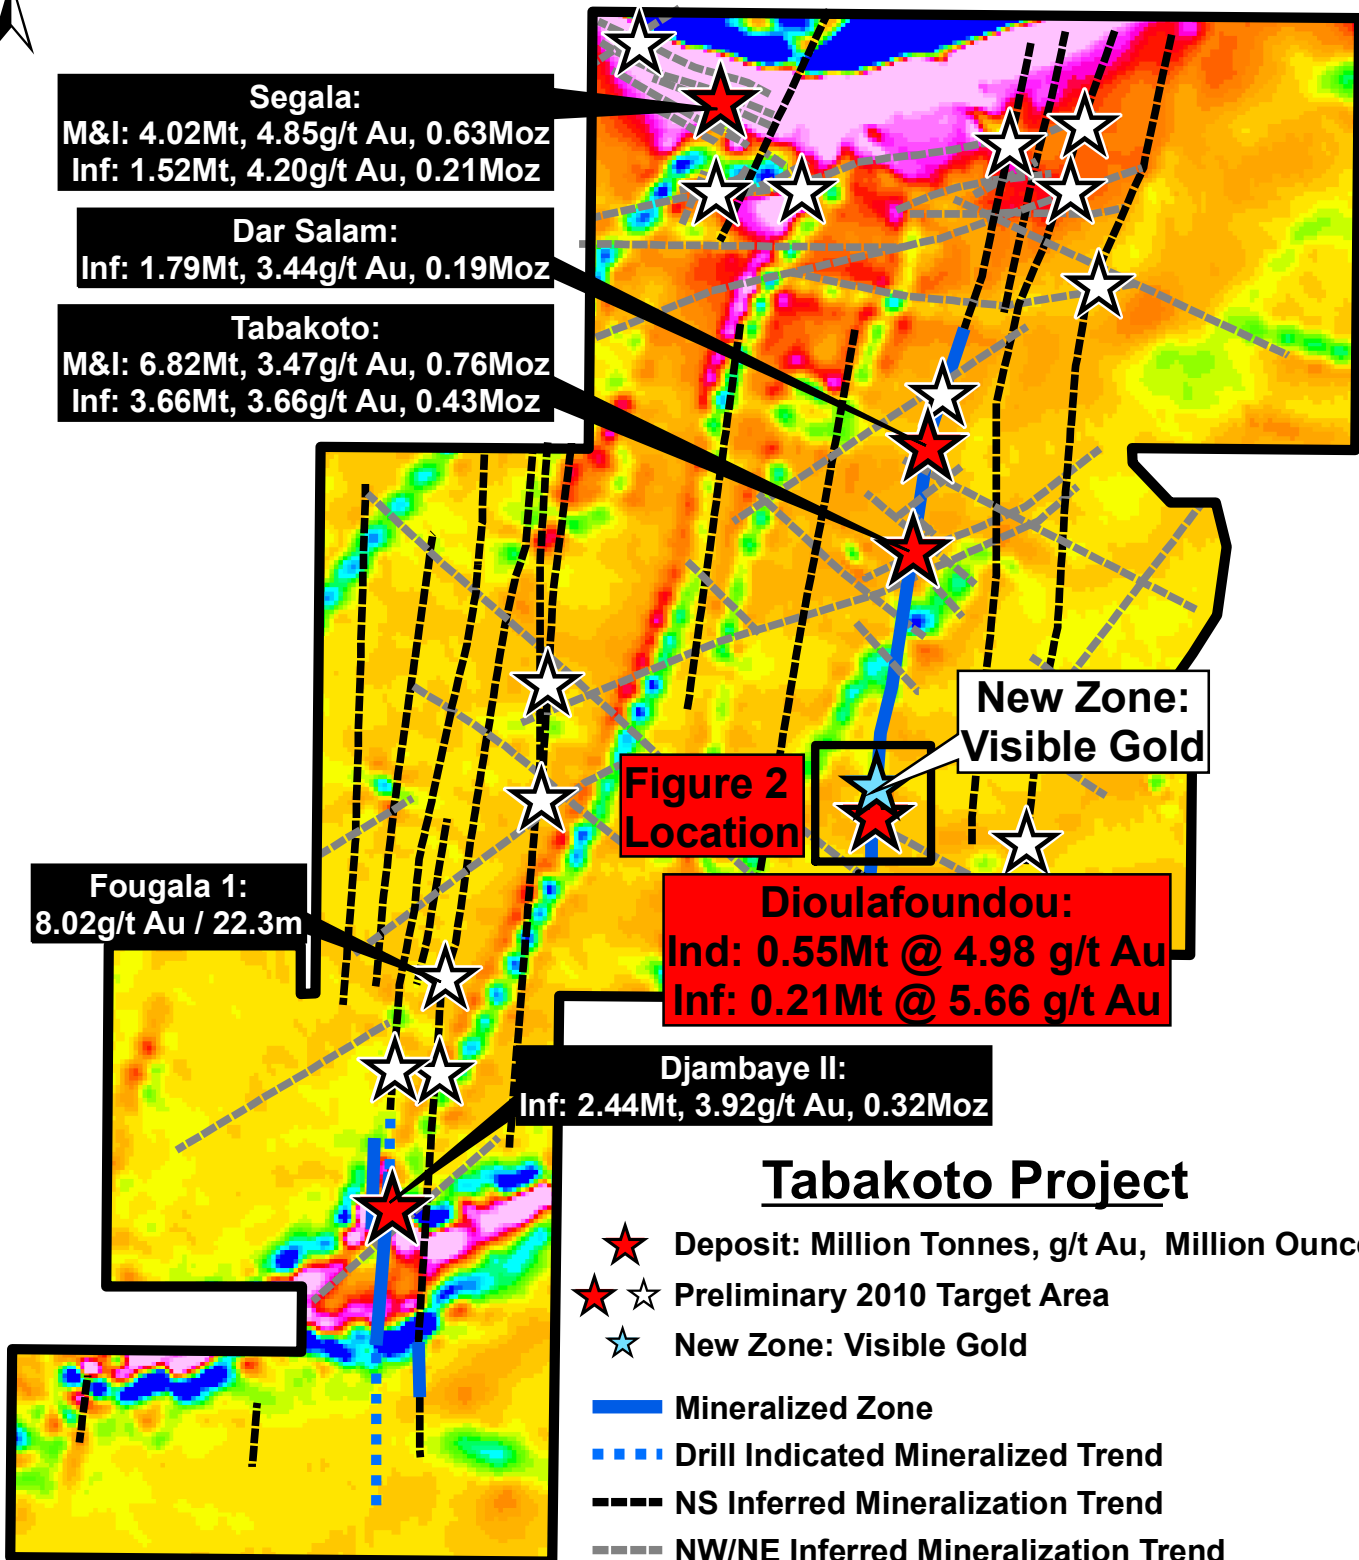 Segala:
M&I: 4.02Mt, 4.85g/t Au, 0.63Moz
Inf: 1.52Mt, 4.20g/t Au, 0.21Moz
Dar Salam:
Inf: 1.79Mt, 3.44g/t Au, 0.19Moz
Tabakoto:
M&I: 6.82Mt, 3.47g/t Au, 0.76Moz
Inf: 3.66Mt, 3.66g/t Au, 0.43Moz
New Zone:
Visible Gold
Figure 2
Location
Fougala 1:
8.02g/t Au / 22.3m
Dioulafoundou:
Ind: 0.55Mt @ 4.98 g/t Au
Inf: 0.21Mt @ 5.66 g/t Au
Djambaye II:
Inf: 2.44Mt, 3.92g/t Au, 0.32Moz
Tabakoto Project
Deposit: Million Tonnes, g/t Au, Million Ounc
Preliminary 2010 Target Area
New Zone: Visible Gold
Mineralized Zone
Drill Indicated Mineralized Trend
NS Inferred Mineralization Trend
NW/NE Inferred Mineralization Trend